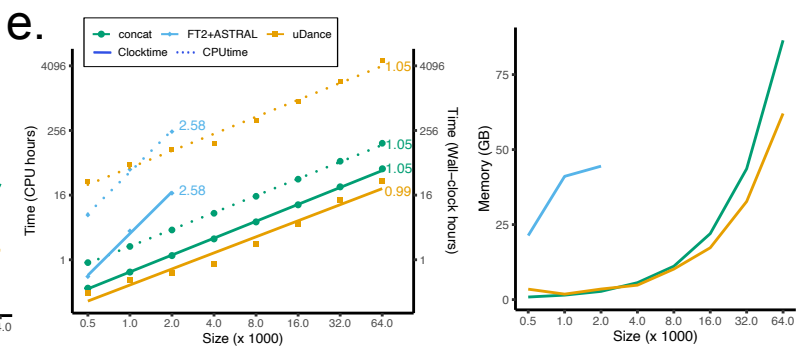 e.
concat FT2+ASTRAL uDance
Clocktime CPUtime
Time (CPU hours)
4096
256
16
1
2.58
2.58
1.05
1.05
1.05
0.99
4096
256
16
1
Time (Wall-clock hours)
0.5 1.0 2.0 4.0 8.0 16.0 32.0 64.0
Size (x 1000)
Memory (GB)
75
50
25
0
0.5 1.0 2.0 4.0 8.0 16.0 32.0 64.0
Size (x 1000)
4.0